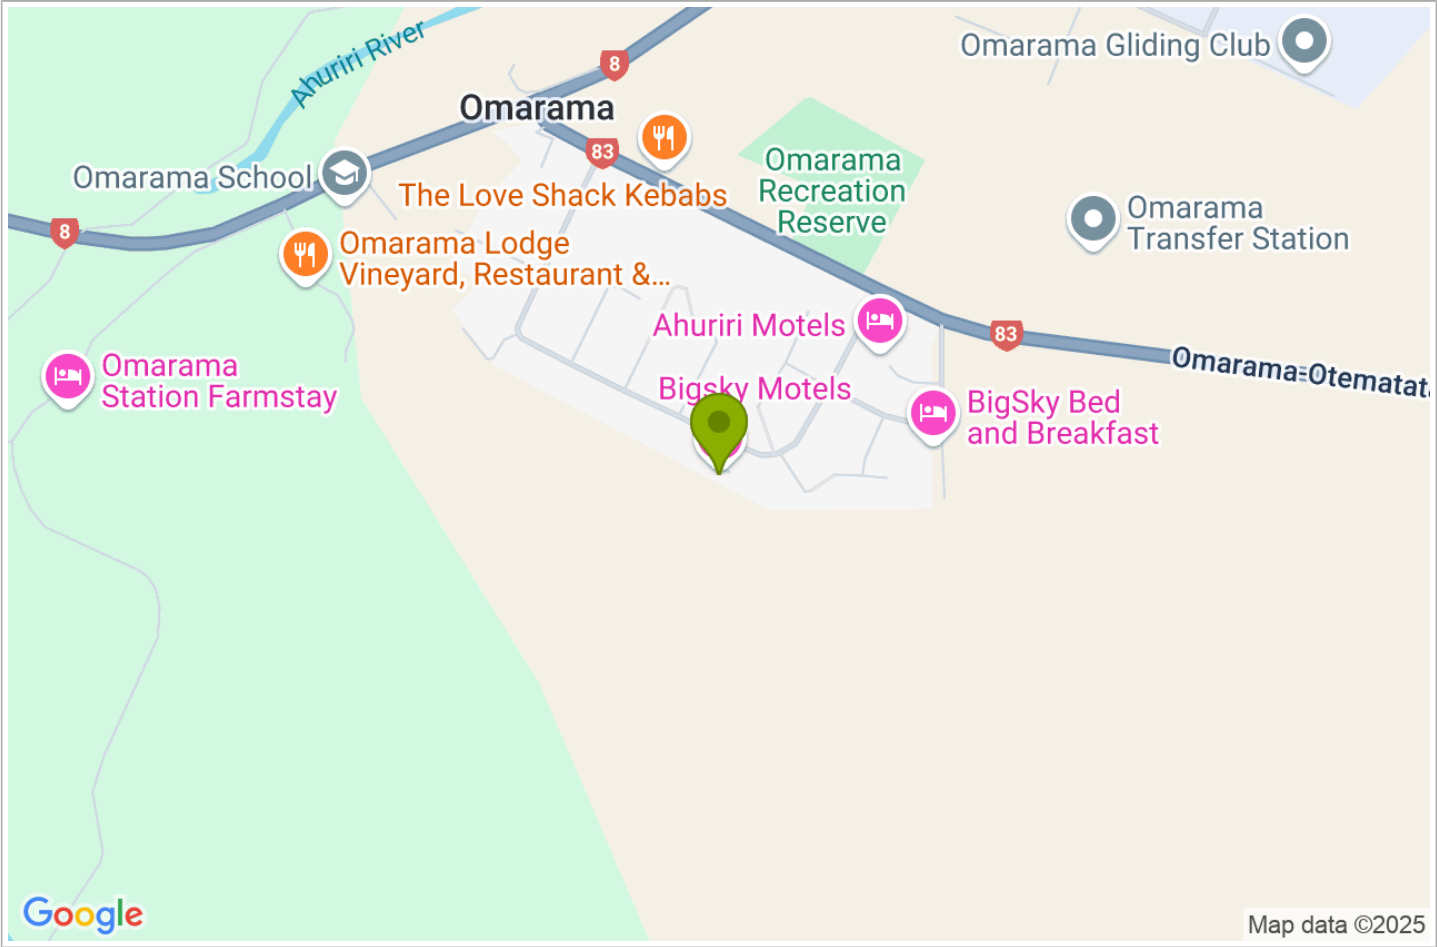 Ahuriri River
8
Omarama Gliding Club
Omarama
83
Omarama School
The Love Shack Kebabs
Omarama
Recreation
Reserve
Omarama
Transfer Station
8
Omarama Lodge
Vineyard, Restaurant &...
Ahuriri Motels
83
Omarama-Otematata
Omarama
Station Farmstay
Bigsky Motels
BigSky Bed
and Breakfast
Google
Map data ©2025